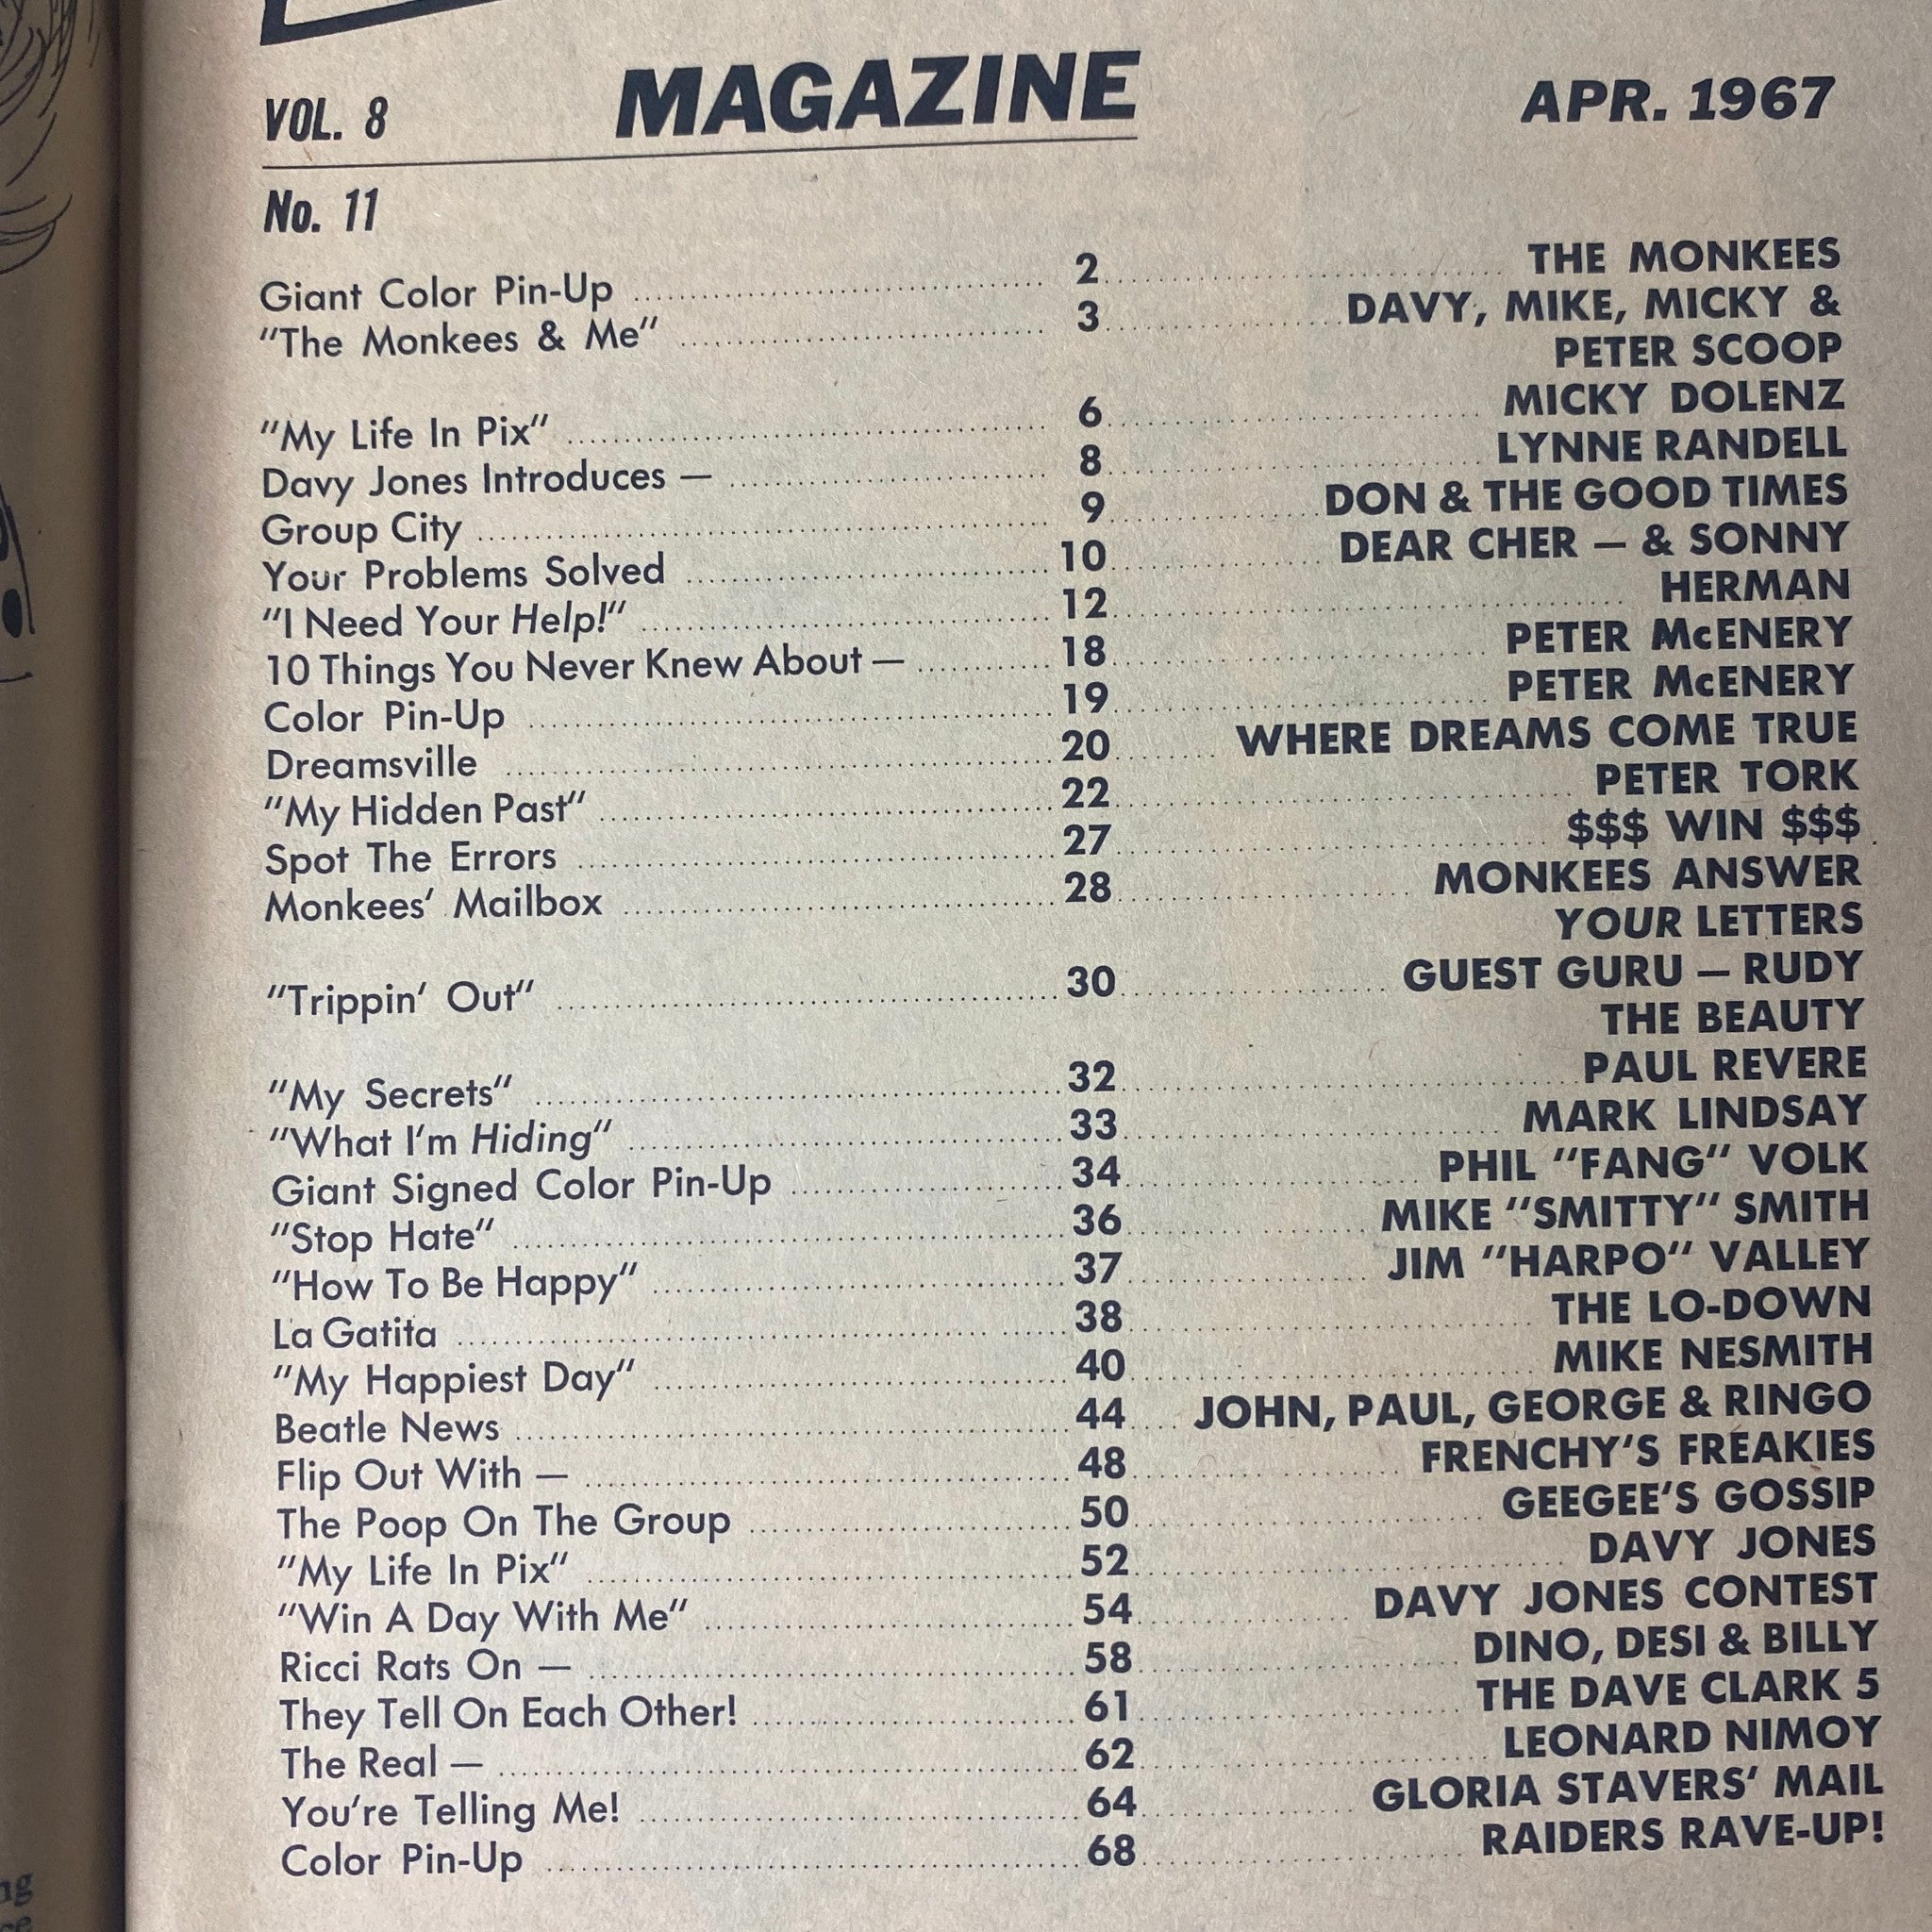 MAGAZINE
VOL. 8
APR. 1967
No. 11
Giant Color Pin-Up 2 THE MONKEES
"The Monkees & Me" 3 DAVY, MIKE, MICKY &
PETER SCOOP
"My Life In Pix" 6 MICKY DOLENZ
Davy Jones Introduces — 8 LYNNE RANDELL
Group City 9 DON & THE GOOD TIMES
Your Problems Solved 10 DEAR CHER — & SONNY
"I Need Your Help!" 12 HERMAN
10 Things You Never Knew About — 18 PETER McENERY
Color Pin-Up 19 PETER McENERY
Dreamsville 20 WHERE DREAMS COME TRUE
"My Hidden Past" 22 PETER TORK
Spot The Errors 27 $$$ WIN $$$
Monkees' Mailbox 28 MONKEES ANSWER
YOUR LETTERS
"Trippin' Out" 30 GUEST GURU — RUDY
THE BEAUTY
"My Secrets" 32 PAUL REVERE
"What I'm Hiding" 33 MARK LINDSAY
Giant Signed Color Pin-Up 34 PHIL "FANG" VOLK
"Stop Hate" 36 MIKE "SMITTY" SMITH
"How To Be Happy" 37 JIM "HARPO" VALLEY
La Gatita 38 THE LO-DOWN
"My Happiest Day" 40 MIKE NESMITH
Beatle News 44 JOHN, PAUL, GEORGE & RINGO
Flip Out With — 48 FRENCHY'S FREAKIES
The Poop On The Group 50 GEEGEE'S GOSSIP
"My Life In Pix" 52 DAVY JONES
"Win A Day With Me" 54 DAVY JONES CONTEST
Ricci Rats On — 58 DINO, DESI & BILLY
They Tell On Each Other! 61 THE DAVE CLARK 5
The Real — 62 LEONARD NIMOY
You're Telling Me! 64 GLORIA STAVERS' MAIL
Color Pin-Up 68 RAIDERS RAVE-UP!